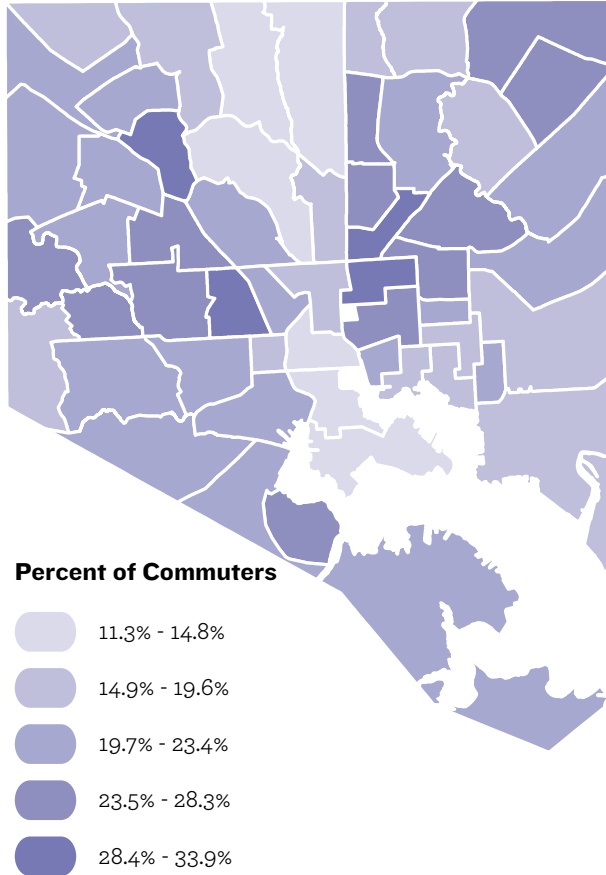 Percent of Commuters
11.3% - 14.8%
14.9% - 19.6%
19.7% - 23.4%
23.5% - 28.3%
28.4% - 33.9%